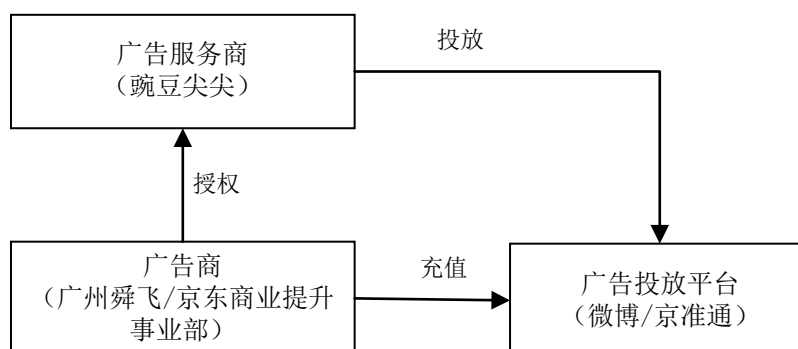 广告服务商
（豌豆尖尖）
投放
授权
广告商
（广州舜飞/京东商业提升
事业部）
充值
广告投放平台
（微博/京准通）